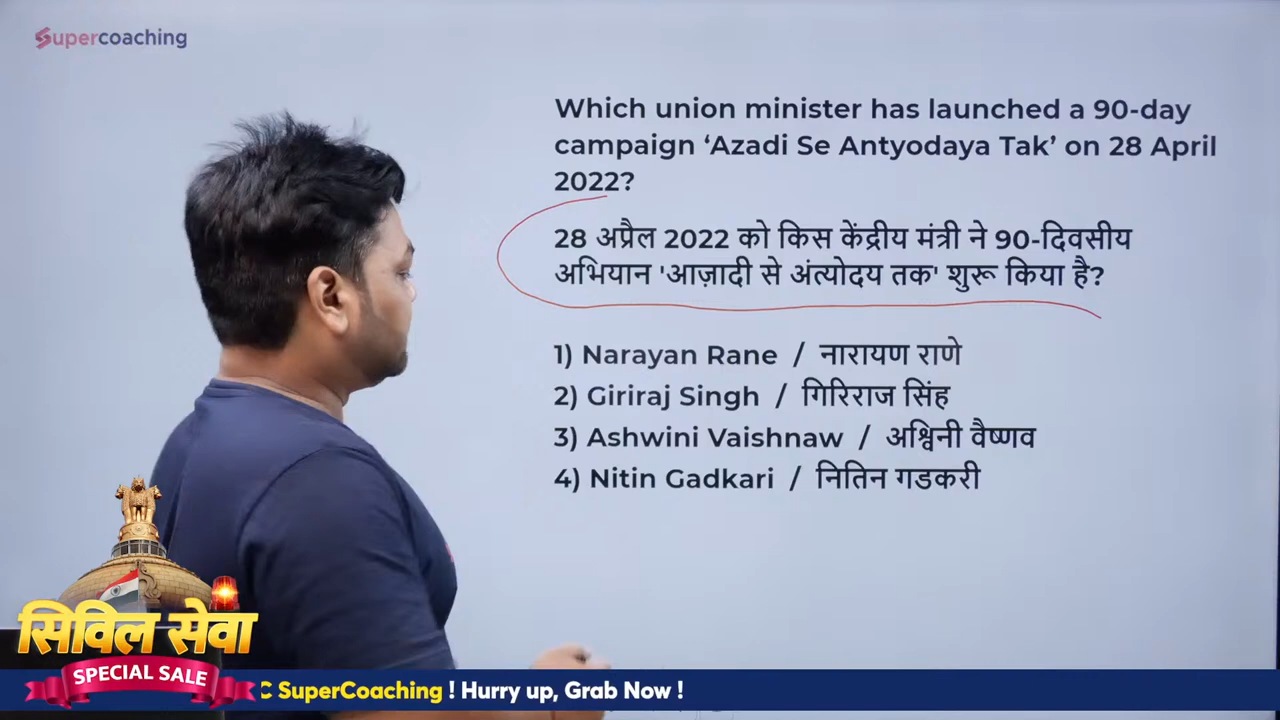 Supercoaching
Which union minister has launched a 90-day
campaign ‘Azadi Se Antyodaya Tak’ on 28 April
2022?
28 अप्रैल 2022 को किस केंद्रीय मंत्री ने 90-दिवसीय
अभियान 'आज़ादी से अंत्योदय तक' शुरू किया है?
1) Narayan Rane / नारायण राणे
2) Giriraj Singh / गिरिराज सिंह
3) Ashwini Vaishnaw / अश्विनी वैष्णव
4) Nitin Gadkari / नितिन गडकरी
सिविल सेवा
SPECIAL SALE
C SuperCoaching ! Hurry up, Grab Now !